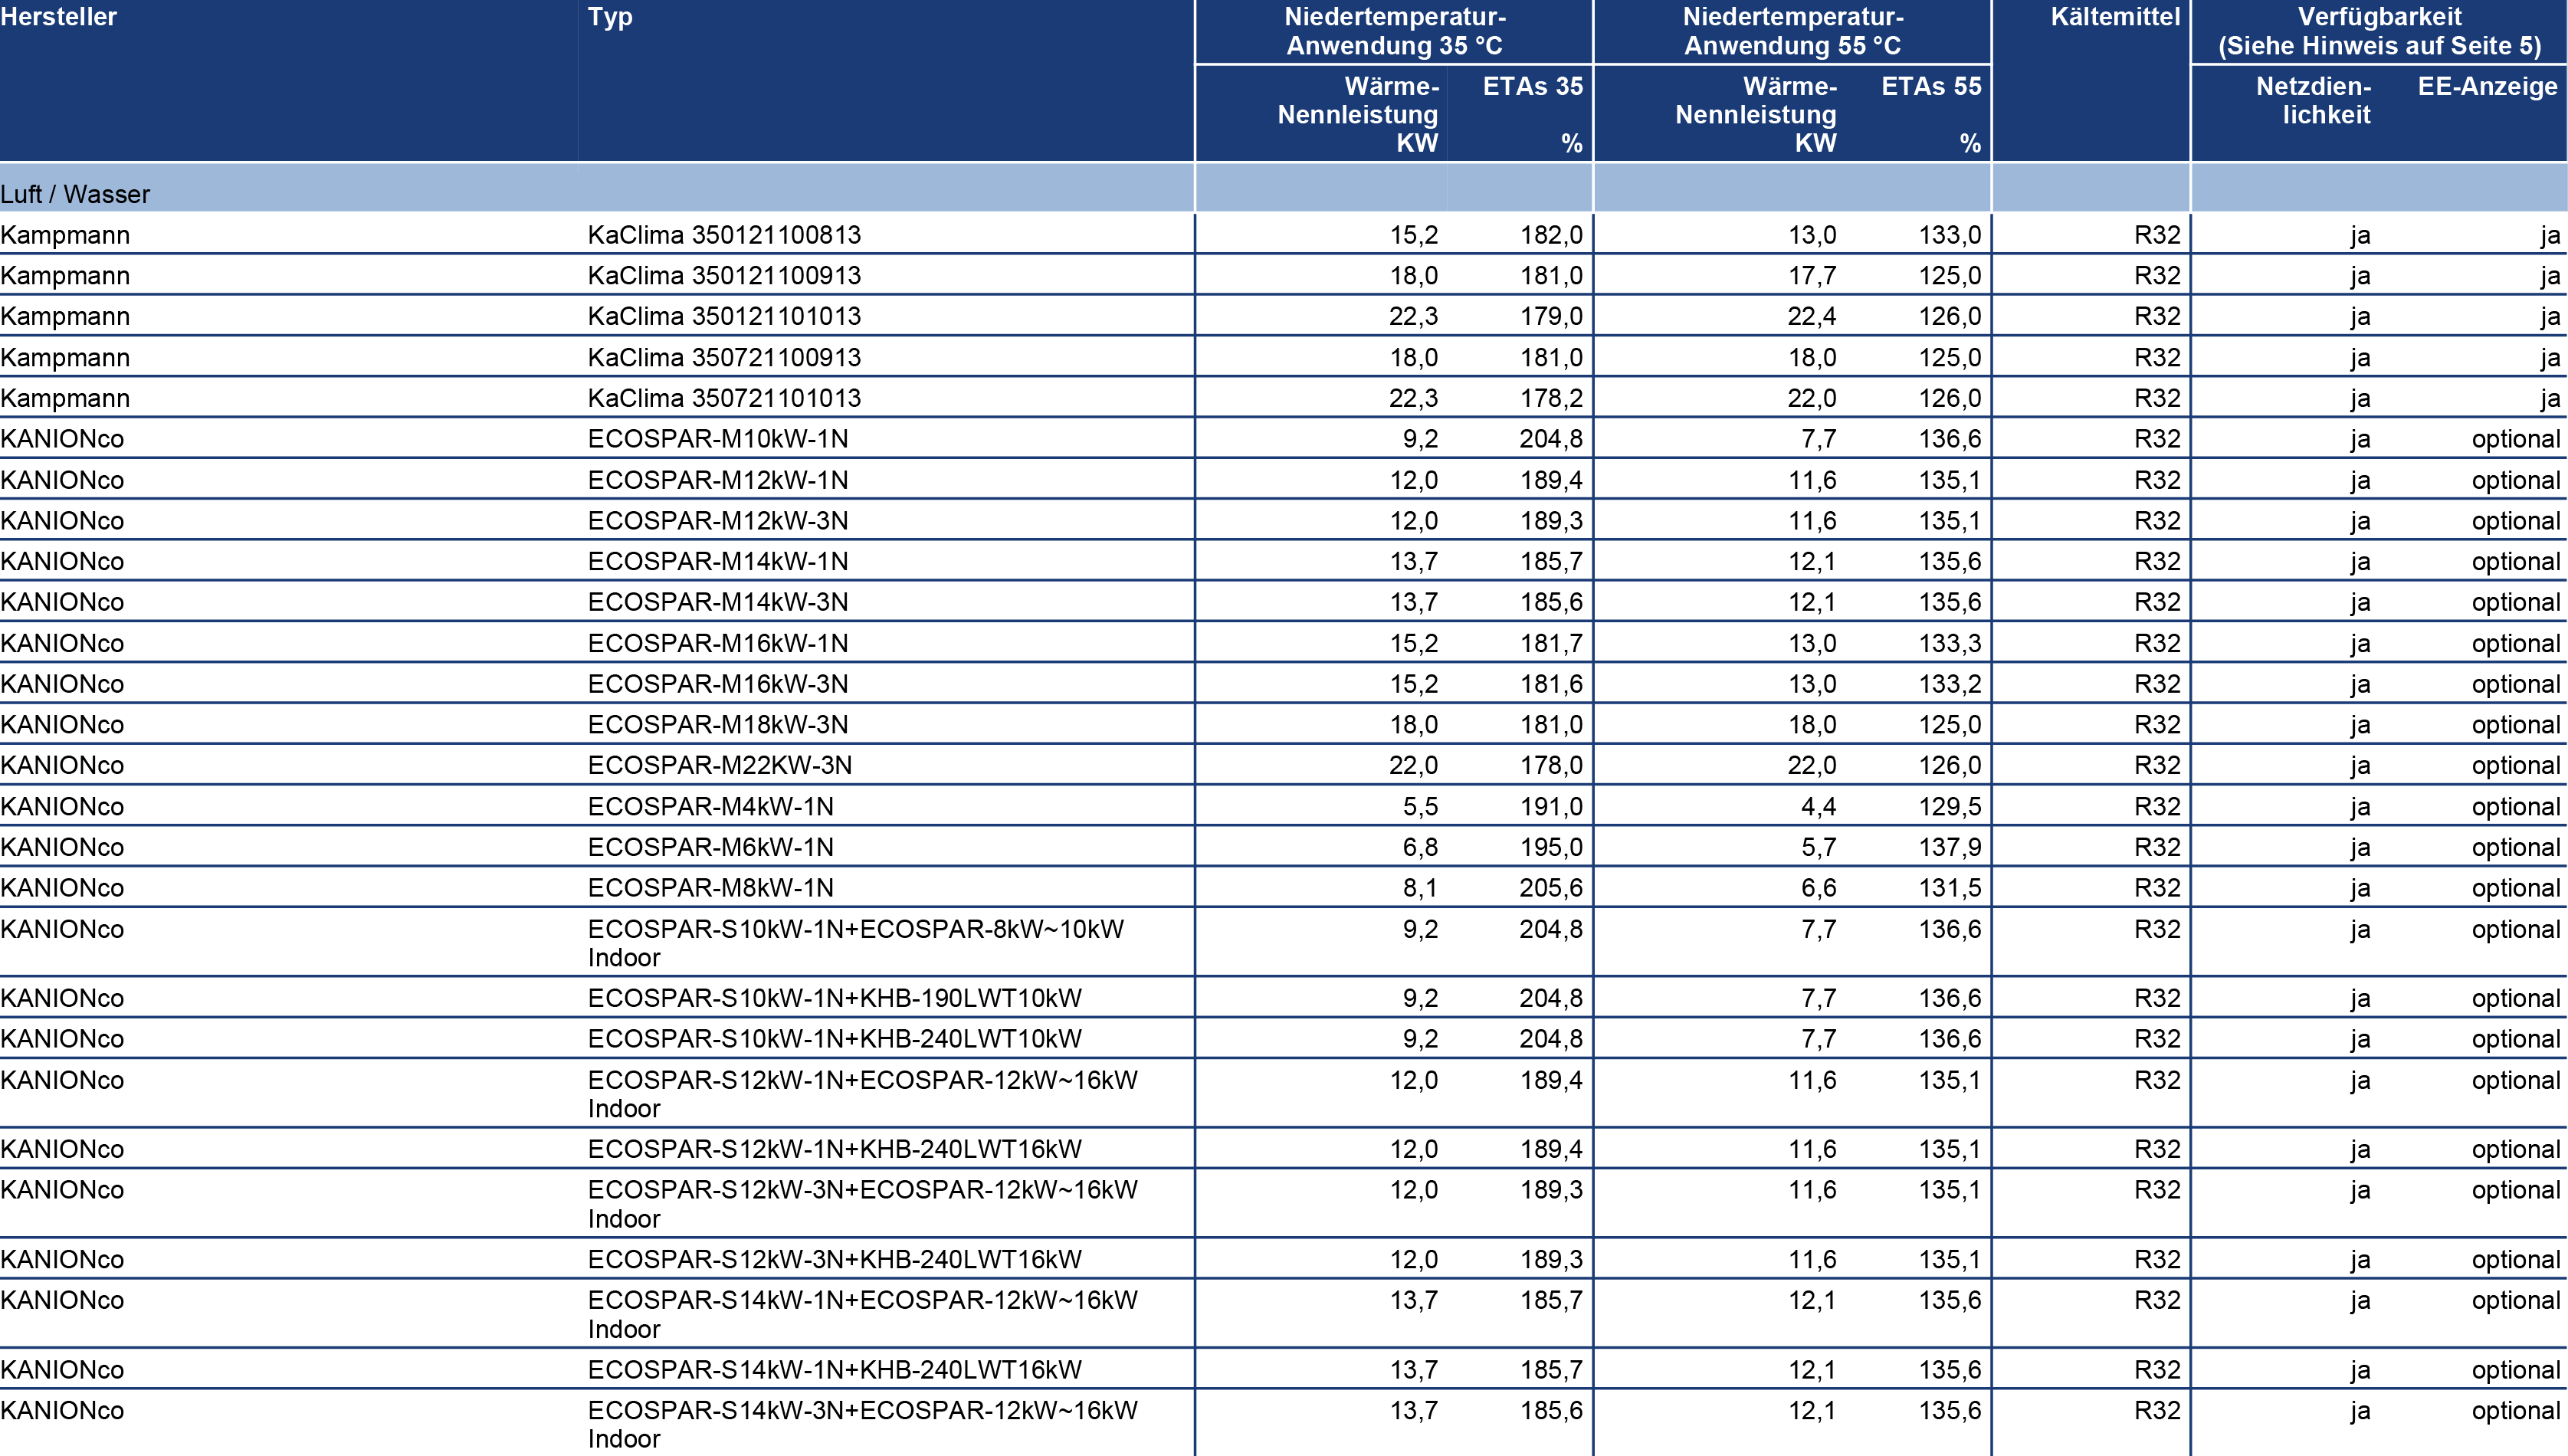 Hersteller Typ Niedertemperatur- Niedertemperatur- Kältemittel Verfügbarkeit
Anwendung 35 °C Anwendung 55 °C (Siehe Hinweis auf Seite 5)
Wärme- ETAs 35 Wärme- ETAs 55 Netzdien- EE-Anzeige
Nennleistung Nennleistung lichkeit
KW % KW %
Luft / Wasser
Kampmann KaClima 350121100813 15,2 182,0 13,0 133,0 R32 ja ja
Kampmann KaClima 350121100913 18,0 181,0 17,7 125,0 R32 ja ja
Kampmann KaClima 350121101013 22,3 179,0 22,4 126,0 R32 ja ja
Kampmann KaClima 350721100913 18,0 181,0 18,0 125,0 R32 ja ja
Kampmann KaClima 350721101013 22,3 178,2 22,0 126,0 R32 ja ja
KANIONco ECOSPAR-M10kW-1N 9,2 204,8 7,7 136,6 R32 ja optional
KANIONco ECOSPAR-M12kW-1N 12,0 189,4 11,6 135,1 R32 ja optional
KANIONco ECOSPAR-M12kW-3N 12,0 189,3 11,6 135,1 R32 ja optional
KANIONco ECOSPAR-M14kW-1N 13,7 185,7 12,1 135,6 R32 ja optional
KANIONco ECOSPAR-M14kW-3N 13,7 185,6 12,1 135,6 R32 ja optional
KANIONco ECOSPAR-M16kW-1N 15,2 181,7 13,0 133,3 R32 ja optional
KANIONco ECOSPAR-M16kW-3N 15,2 181,6 13,0 133,2 R32 ja optional
KANIONco ECOSPAR-M18kW-3N 18,0 181,0 18,0 125,0 R32 ja optional
KANIONco ECOSPAR-M22KW-3N 22,0 178,0 22,0 126,0 R32 ja optional
KANIONco ECOSPAR-M4kW-1N 5,5 191,0 4,4 129,5 R32 ja optional
KANIONco ECOSPAR-M6kW-1N 6,8 195,0 5,7 137,9 R32 ja optional
KANIONco ECOSPAR-M8kW-1N 8,1 205,6 6,6 131,5 R32 ja optional
KANIONco ECOSPAR-S10kW-1N+ECOSPAR-8kW~10kW 9,2 204,8 7,7 136,6 R32 ja optional
Indoor
KANIONco ECOSPAR-S10kW-1N+KHB-190LWT10kW 9,2 204,8 7,7 136,6 R32 ja optional
KANIONco ECOSPAR-S10kW-1N+KHB-240LWT10kW 9,2 204,8 7,7 136,6 R32 ja optional
KANIONco ECOSPAR-S12kW-1N+ECOSPAR-12kW~16kW 12,0 189,4 11,6 135,1 R32 ja optional
Indoor
KANIONco ECOSPAR-S12kW-1N+KHB-240LWT16kW 12,0 189,4 11,6 135,1 R32 ja optional
KANIONco ECOSPAR-S12kW-3N+ECOSPAR-12kW~16kW 12,0 189,3 11,6 135,1 R32 ja optional
Indoor
KANIONco ECOSPAR-S12kW-3N+KHB-240LWT16kW 12,0 189,3 11,6 135,1 R32 ja optional
KANIONco ECOSPAR-S14kW-1N+ECOSPAR-12kW~16kW 13,7 185,7 12,1 135,6 R32 ja optional
Indoor
KANIONco ECOSPAR-S14kW-1N+KHB-240LWT16kW 13,7 185,7 12,1 135,6 R32 ja optional
KANIONco ECOSPAR-S14kW-3N+ECOSPAR-12kW~16kW 13,7 185,6 12,1 135,6 R32 ja optional
Indoor